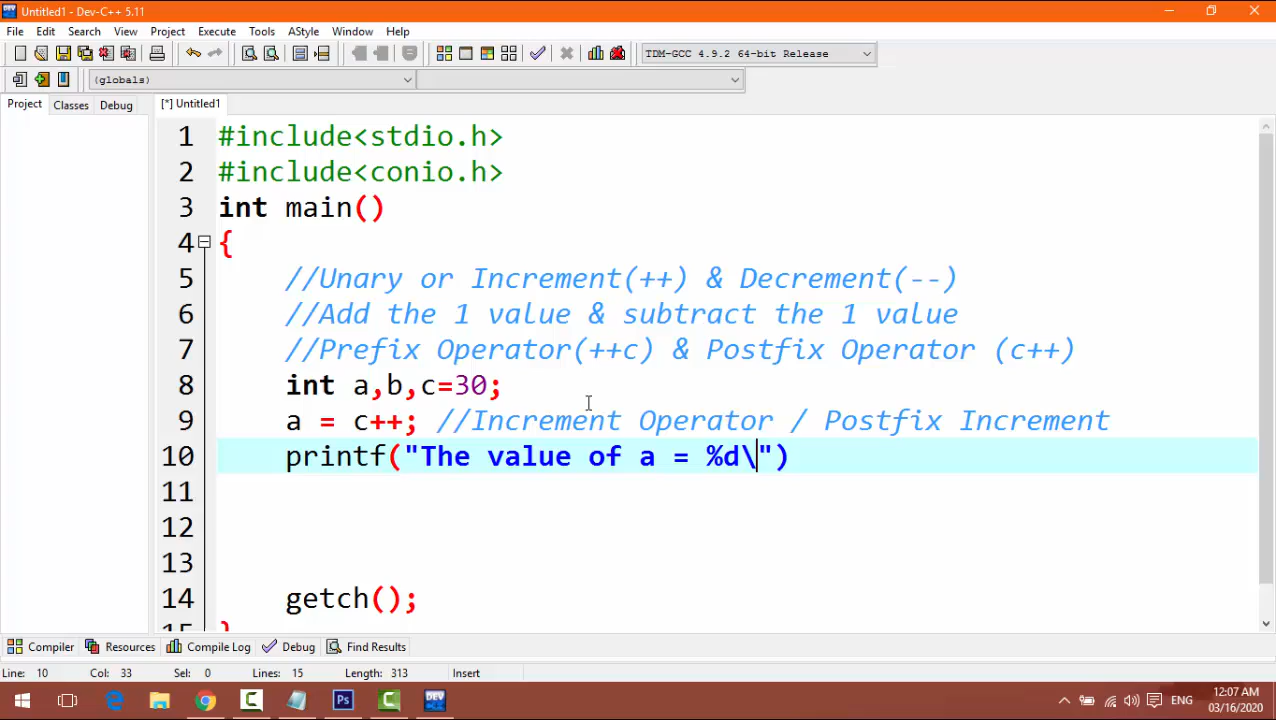 Untitled1 - Dev-C++ 5.11
File Edit Search View Project Execute Tools AStyle Window Help
TDM-GCC 4.9.2 64-bit Release
(globals)
Project Classes Debug [*] Untitled1
1 #include<stdio.h>
2 #include<conio.h>
3 int main()
4 {
5 //Unary or Increment(++) & Decrement(--)
6 //Add the 1 value & subtract the 1 value
7 //Prefix Operator(++c) & Postfix Operator (c++)
8 int a,b,c=30;
9 a = c++; //Increment Operator / Postfix Increment
10 printf("The value of a = %d\")
11
12
13
14 getch();
15 }
Compiler Resources Compile Log Debug Find Results
Line: 10 Col: 33 Sel: 0 Lines: 15 Length: 313 Insert
Ps DEV ENG 12:07 AM
03/16/2020